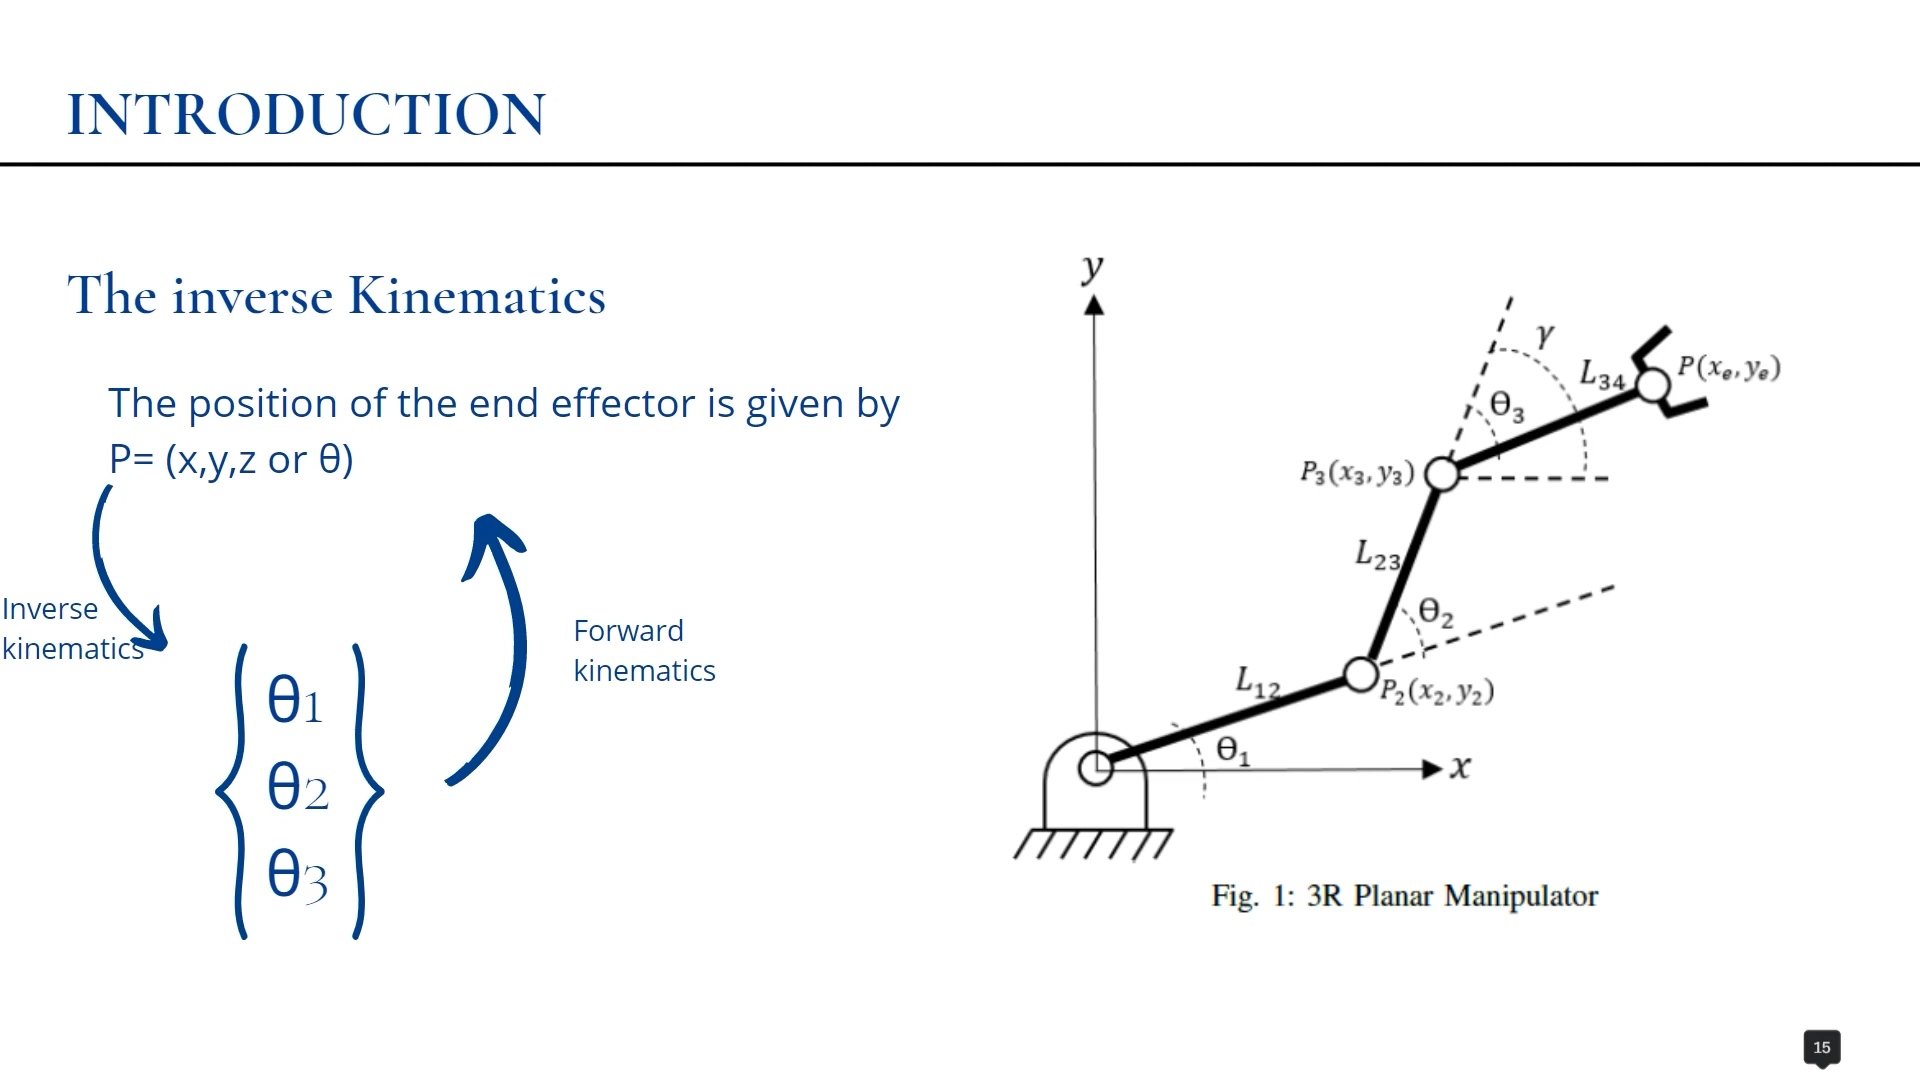 INTRODUCTION
The inverse Kinematics
The position of the end effector is given by
P= (x,y,z or θ)
Inverse
kinematics
Forward
kinematics
θ1
θ2
θ3
y
γ
L34
P(xe, ye)
θ3
P3(x3, y3)
L23
θ2
L12
P2(x2, y2)
θ1
x
Fig. 1: 3R Planar Manipulator
15